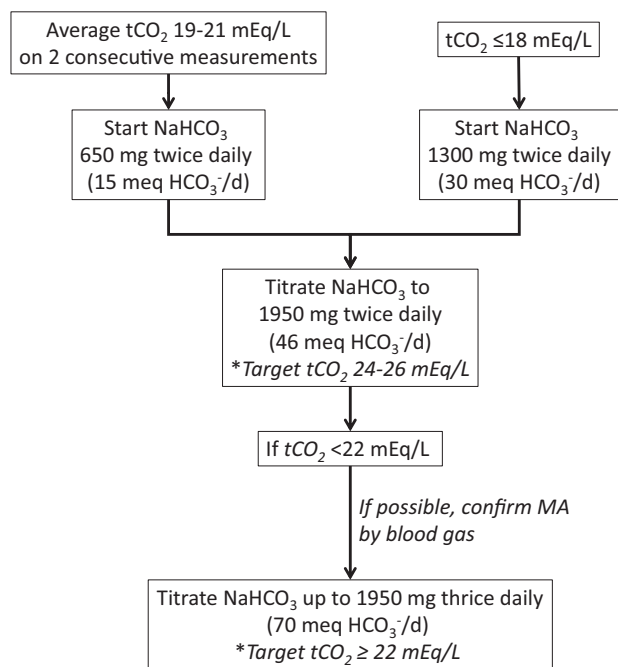 Average tCO₂ 19-21 mEq/L
on 2 consecutive measurements
tCO₂ ≤18 mEq/L
Start NaHCO₃
650 mg twice daily
(15 meq HCO₃⁻/d)
Start NaHCO₃
1300 mg twice daily
(30 meq HCO₃⁻/d)
Titrate NaHCO₃ to
1950 mg twice daily
(46 meq HCO₃⁻/d)
*Target tCO₂ 24-26 mEq/L
If tCO₂ <22 mEq/L
If possible, confirm MA
by blood gas
Titrate NaHCO₃ up to 1950 mg thrice daily
(70 meq HCO₃⁻/d)
*Target tCO₂ ≥ 22 mEq/L